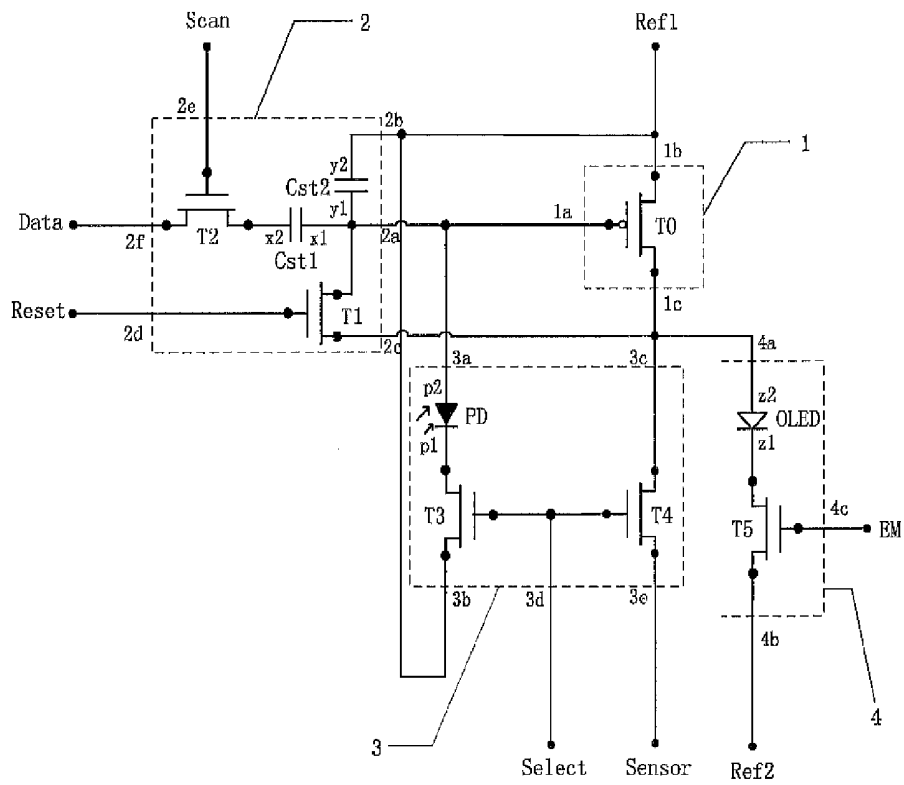 Scan
Ref1
2
2e
2b
1
y2
1b
Cst2
y1
1a
T0
Data
2f
T2
x2
x1
2a
Cst1
1c
Reset
2d
T1
2c
3a
3c
4a
p2
PD
z2
OLED
p1
z1
T3
T4
T5
4c
EM
3b
3d
3e
4b
3
4
Select
Sensor
Ref2